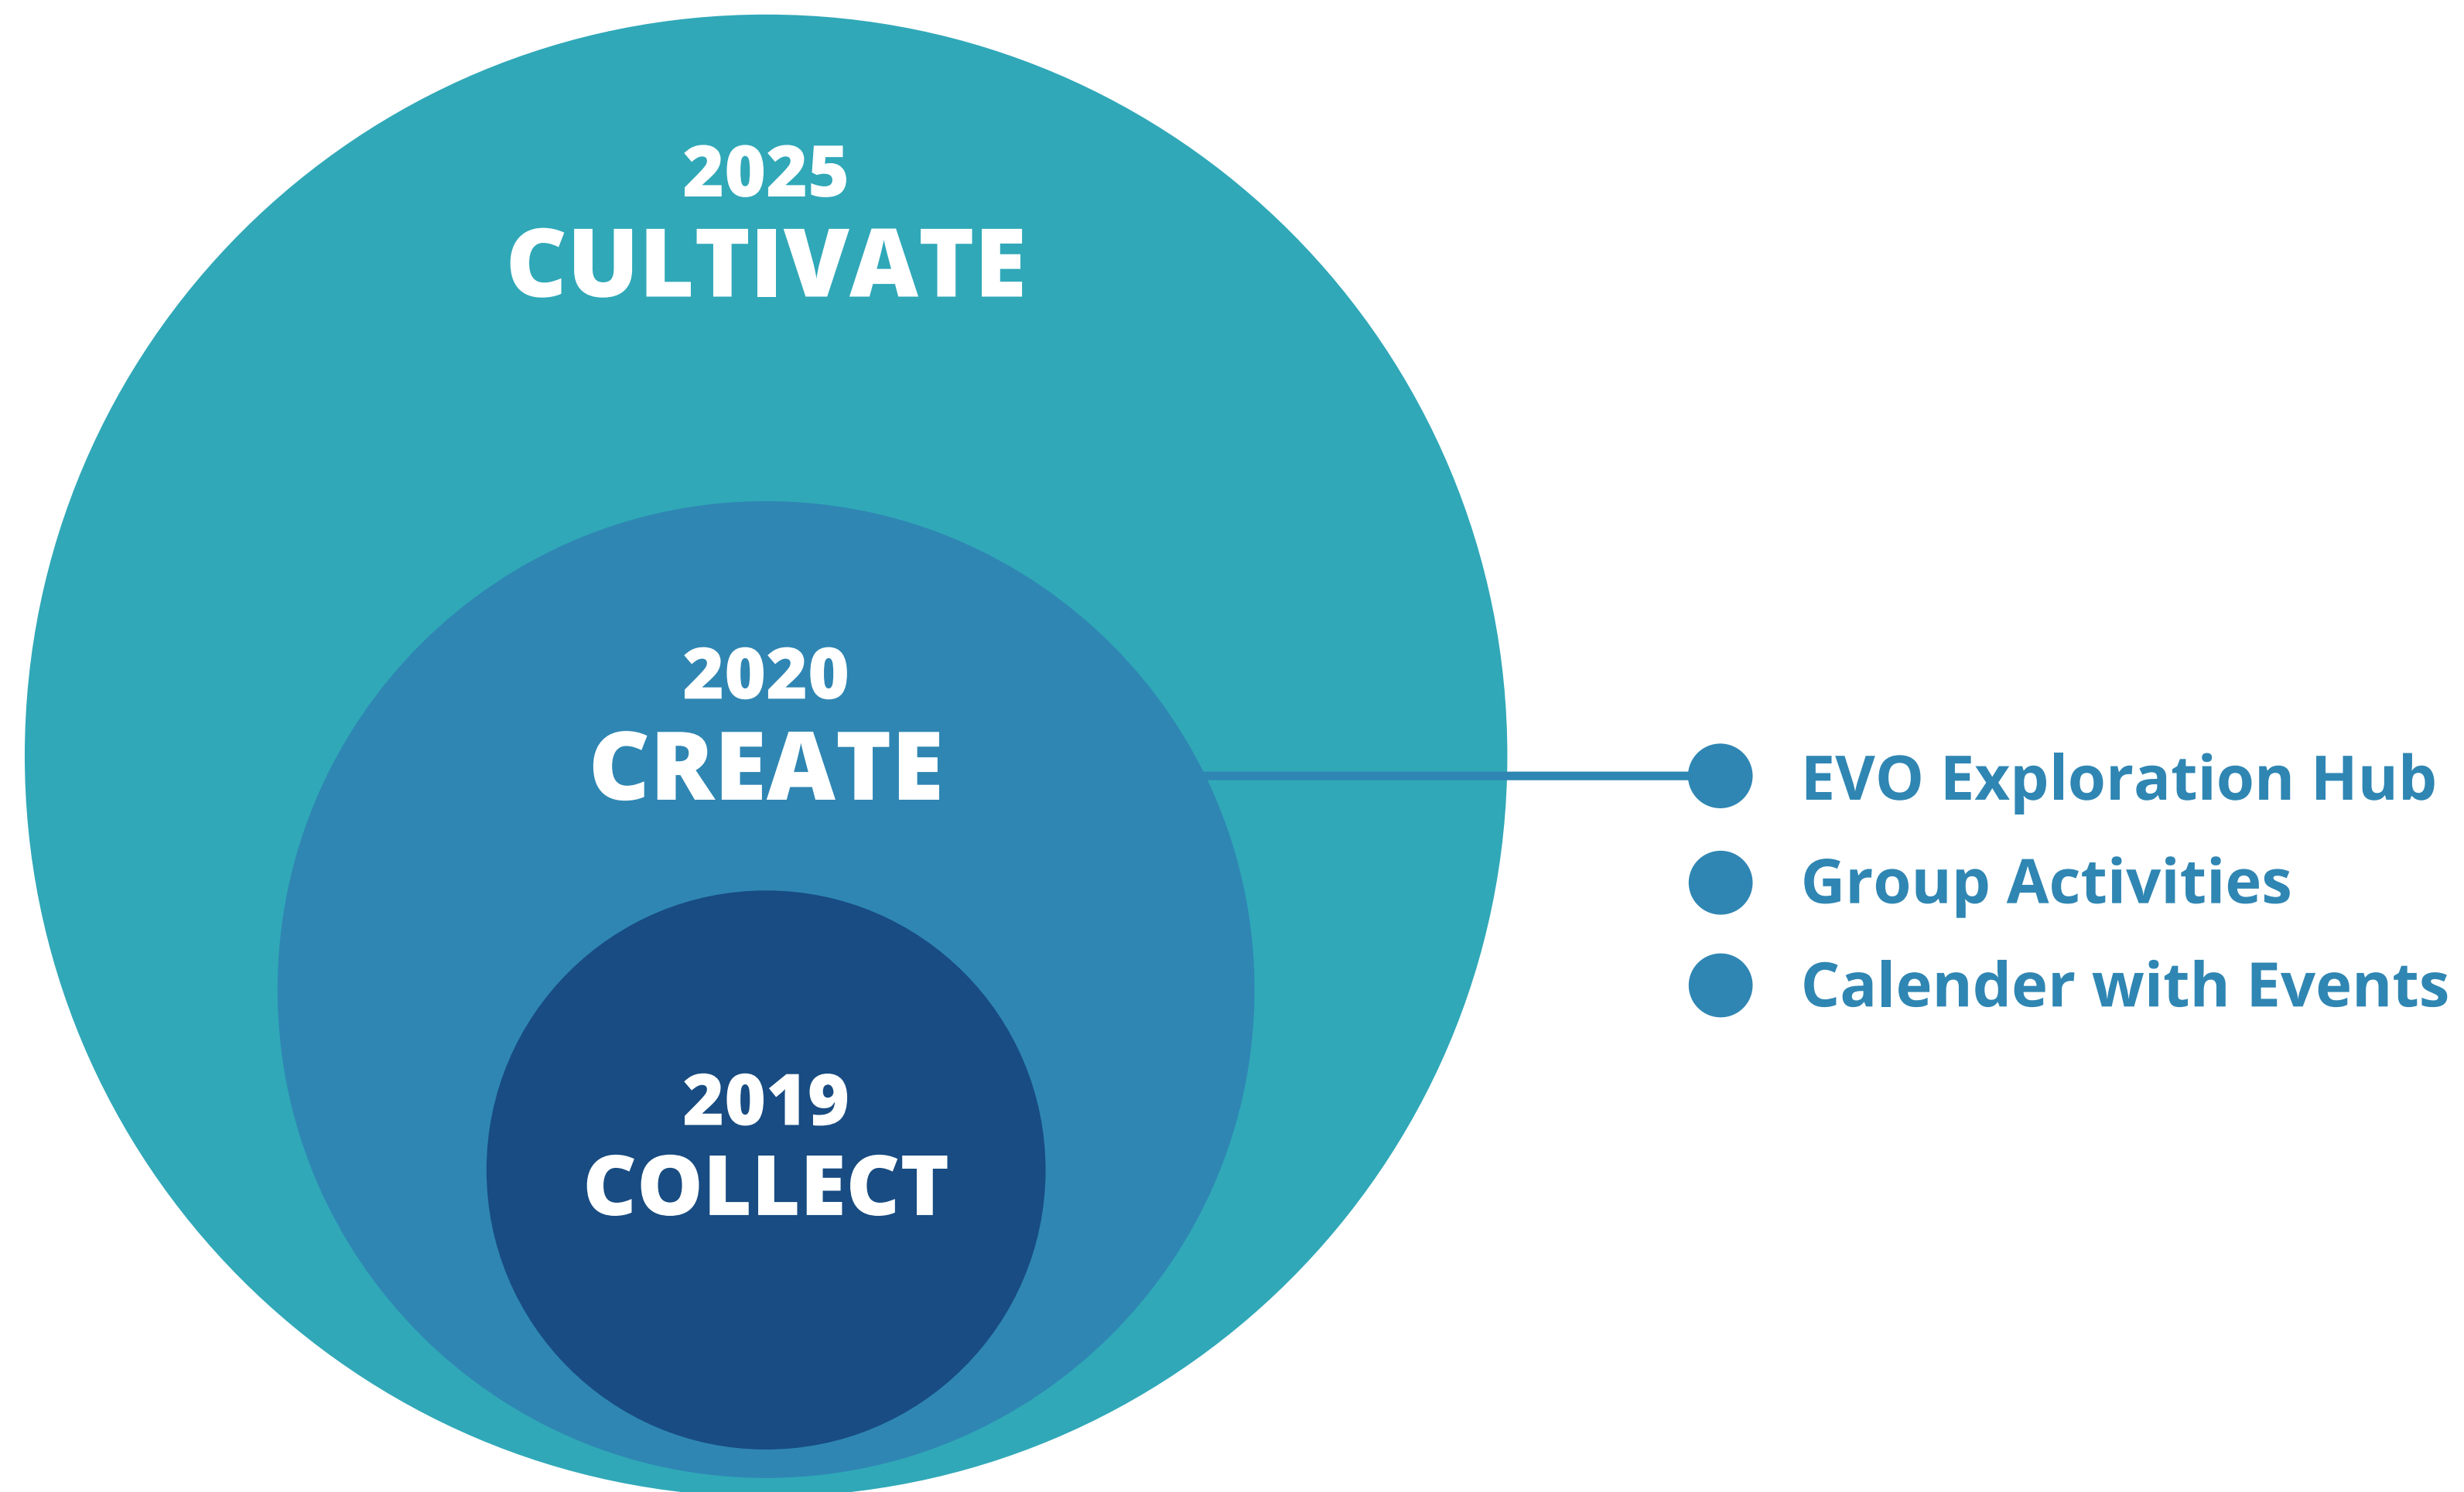 2025
CULTIVATE
2020
CREATE
EVO Exploration Hub
Group Activities
Calender with Events
2019
COLLECT